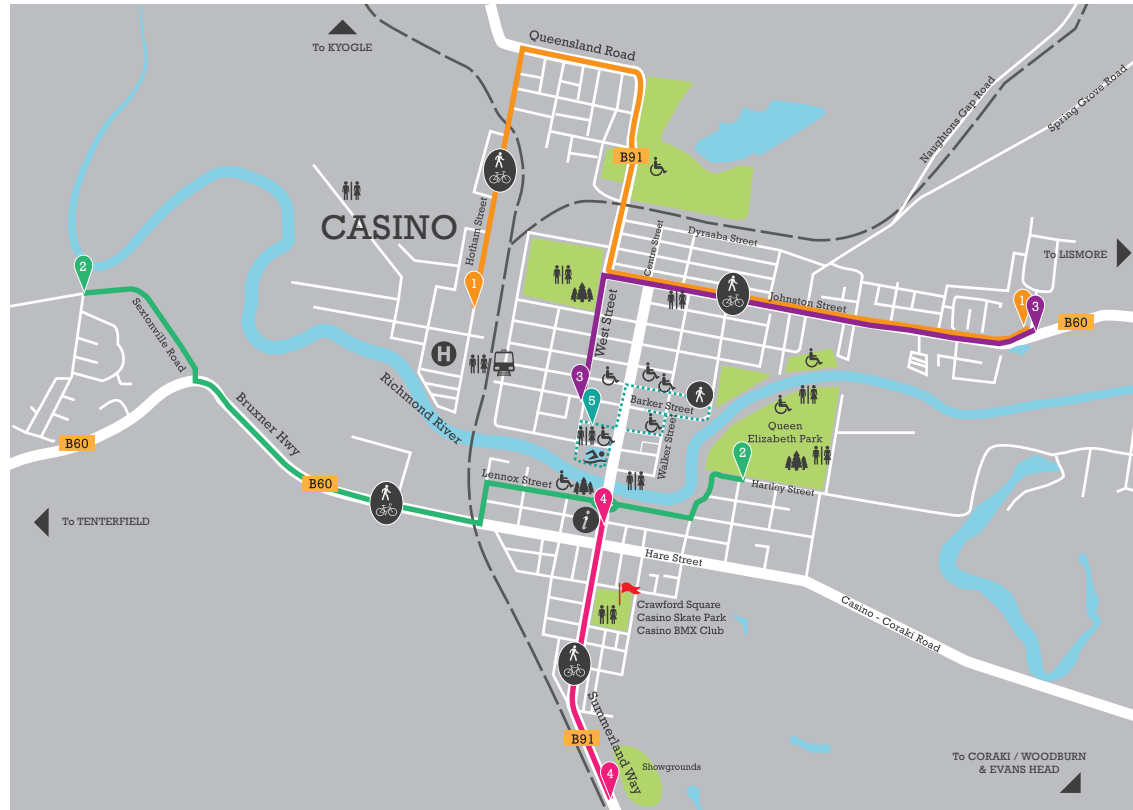 To KYOGLE
Queensland Road
Naughtons Gap Road
Spring Grove Road
B91
CASINO
Hotham Street
Centre Street
Dyraaba Street
To LISMORE
2
1
Johnston Street
1
3
B60
Sextonville Road
West Street
H
3
5
Richmond River
Barker Street
Bruxner Hwy
Walker Street
Queen
Elizabeth Park
B60
2
Lennox Street
Hartley Street
B60
4
i
To TENTERFIELD
Hare Street
Crawford Square
Casino Skate Park
Casino BMX Club
Casino - Coraki Road
Summerland Way
B91
Showgrounds
4
To CORAKI / WOODBURN
& EVANS HEAD